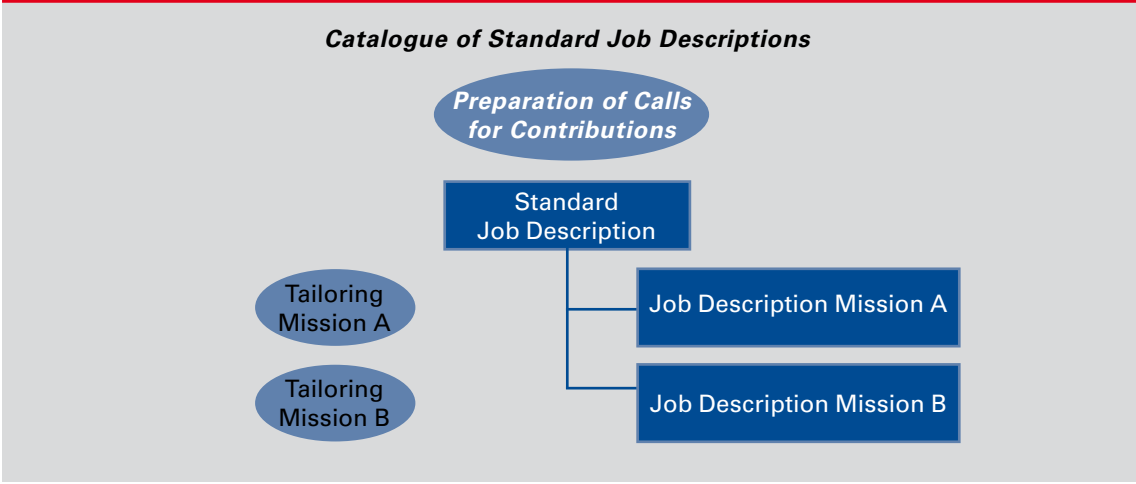 Catalogue of Standard Job Descriptions
Preparation of Calls
for Contributions
Standard
Job Description
Tailoring
Mission A
Job Description Mission A
Tailoring
Mission B
Job Description Mission B